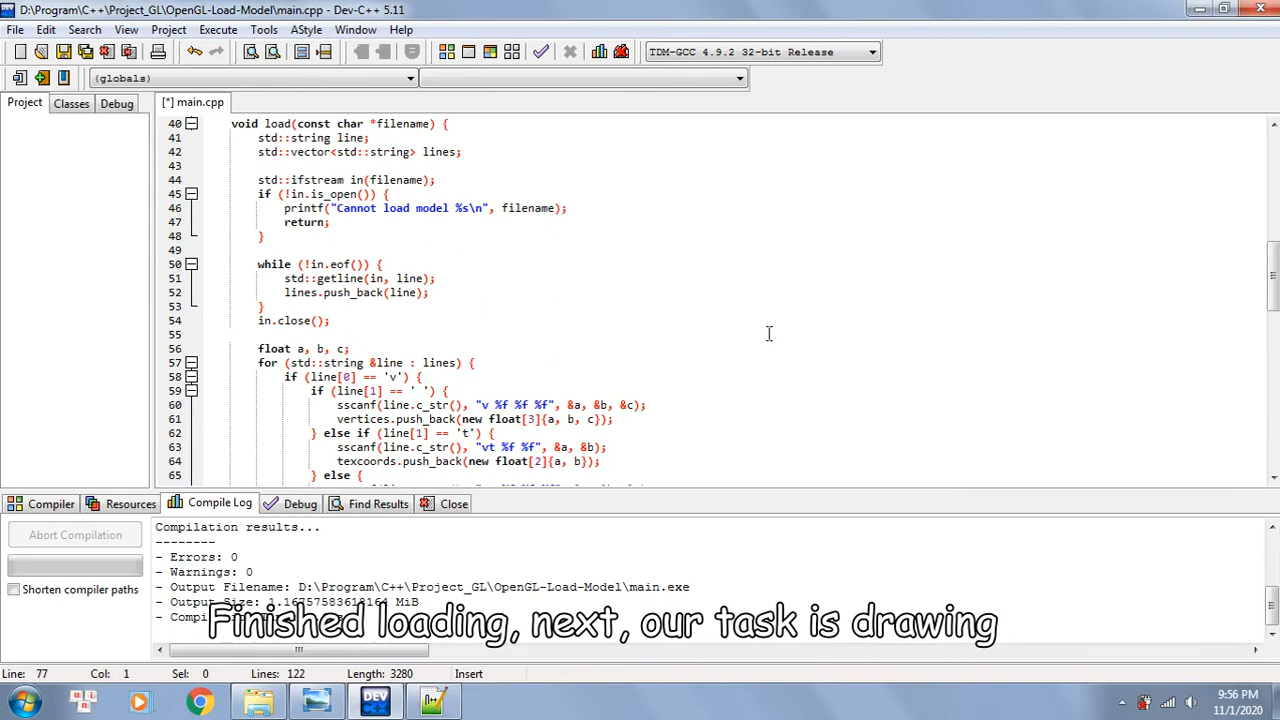 D:\Program\C++\Project_GL\OpenGL-Load-Model\main.cpp - Dev-C++ 5.11
File Edit Search View Project Execute Tools AStyle Window Help
TDM-GCC 4.9.2 32-bit Release
(globals)
Project Classes Debug [*] main.cpp
40 void load(const char *filename) {
41 std::string line;
42 std::vector<std::string> lines;
43
44 std::ifstream in(filename);
45 if (!in.is_open()) {
46 printf("Cannot load model %s\n", filename);
47 return;
48 }
49
50 while (!in.eof()) {
51 std::getline(in, line);
52 lines.push_back(line);
53 }
54 in.close();
55
56 float a, b, c;
57 for (std::string &line : lines) {
58 if (line[0] == 'v') {
59 if (line[1] == ' ') {
60 sscanf(line.c_str(), "v %f %f %f", &a, &b, &c);
61 vertices.push_back(new float[3]{a, b, c});
62 } else if (line[1] == 't') {
63 sscanf(line.c_str(), "vt %f %f", &a, &b);
64 texcoords.push_back(new float[2]{a, b});
65 } else {
Compiler Resources Compile Log Debug Find Results Close
Abort Compilation
Shorten compiler paths
Compilation results...
--------
- Errors: 0
- Warnings: 0
- Output Filename: D:\Program\C++\Project_GL\OpenGL-Load-Model\main.exe
- Output Size: MiB
Finished loading, next, our task is drawing
Line: 77 Col: 1 Sel: 0 Lines: 122 Length: 3280 Insert
DEV
9:56 PM
11/1/2020